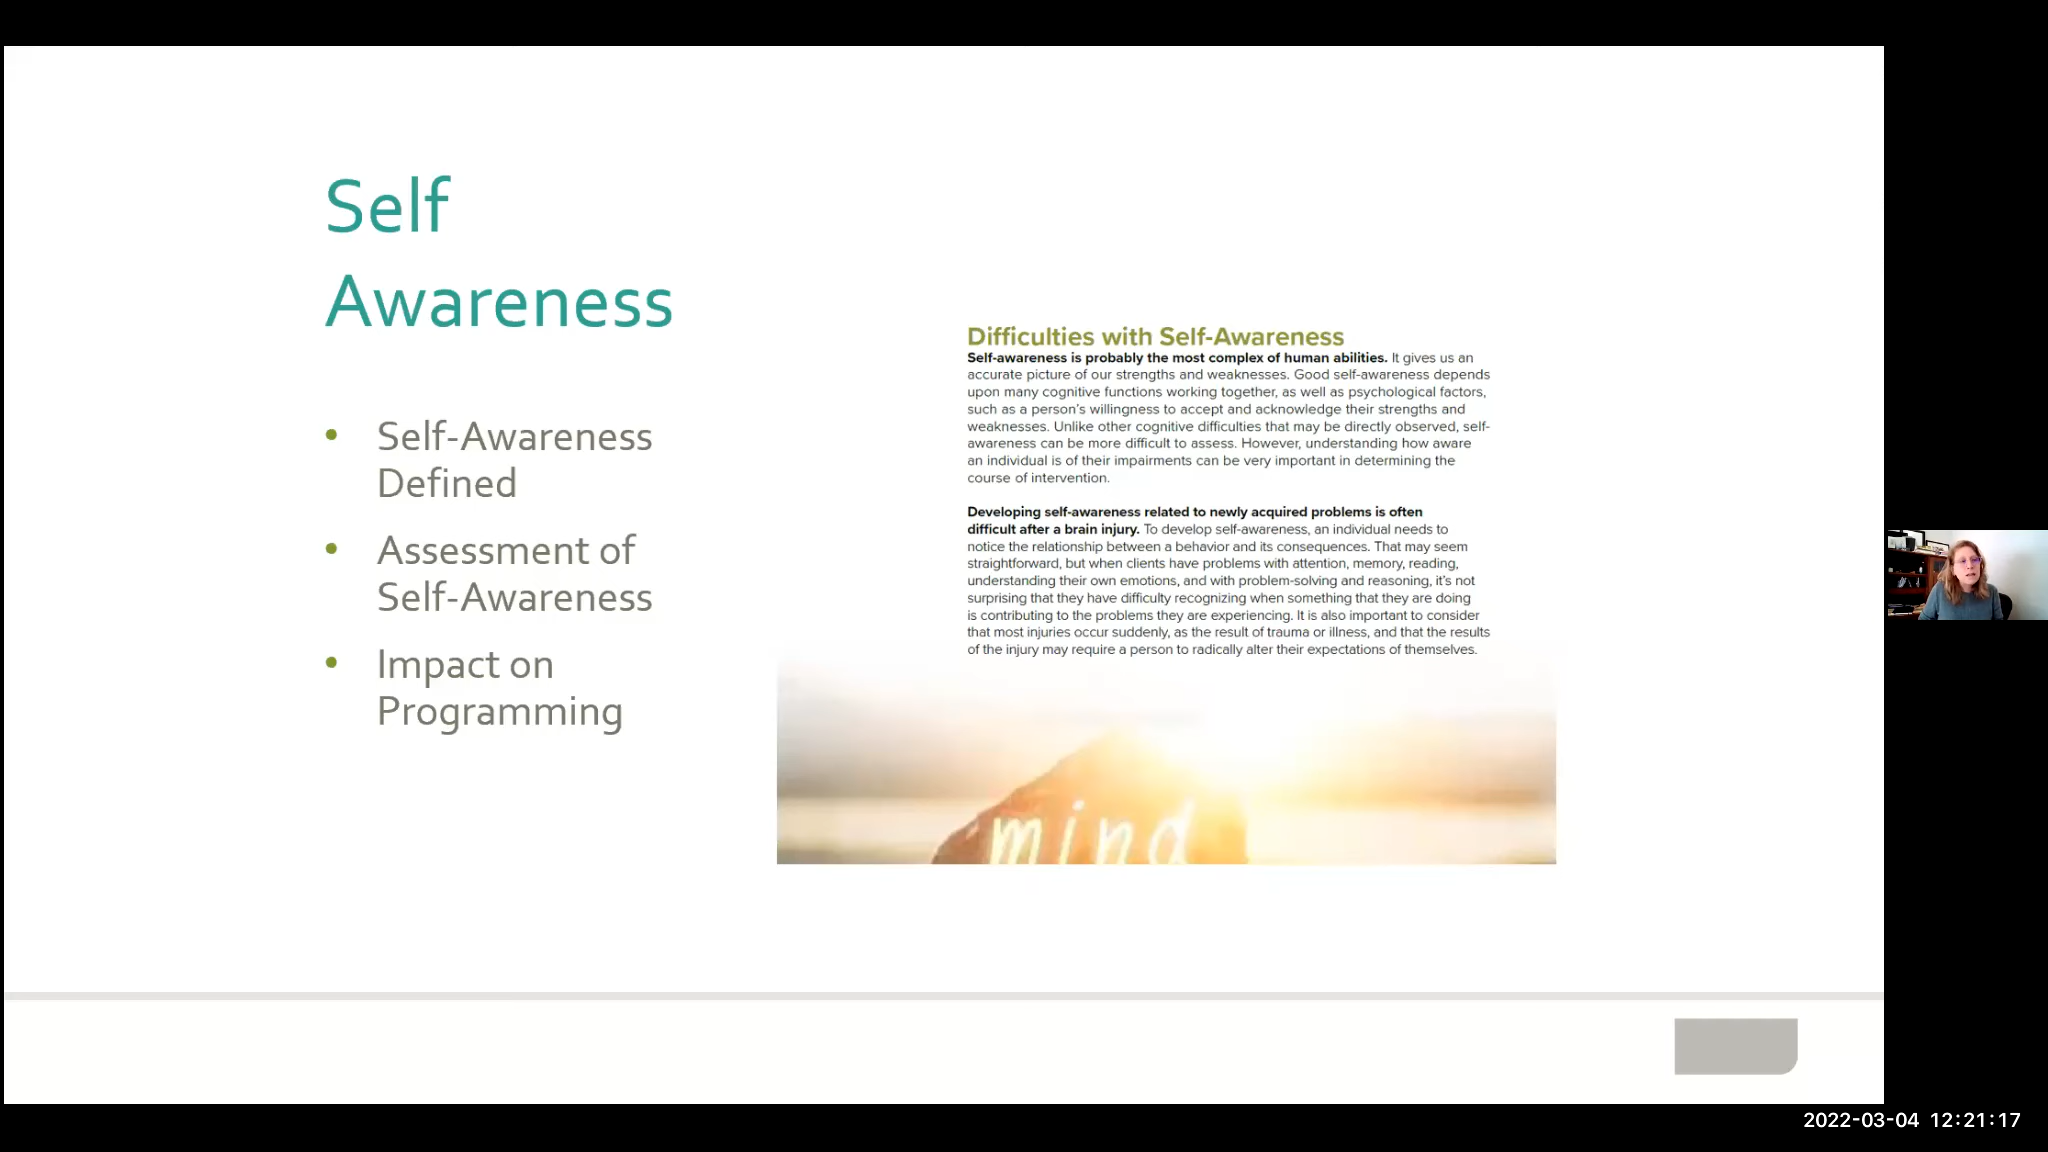 Self
Awareness
Self-Awareness
Defined
Assessment of
Self-Awareness
Impact on
Programming
Difficulties with Self-Awareness
Self-awareness is probably the most complex of human abilities. It gives us an
accurate picture of our strengths and weaknesses. Good self-awareness depends
upon many cognitive functions working together, as well as psychological factors,
such as a person's willingness to accept and acknowledge their strengths and
weaknesses. Unlike other cognitive difficulties that may be directly observed, self-
awareness can be more difficult to assess. However, understanding how aware
an individual is of their impairments can be very important in determining the
course of intervention.
Developing self-awareness related to newly acquired problems is often
difficult after a brain injury. To develop self-awareness, an individual needs to
notice the relationship between a behavior and its consequences. That may seem
straightforward, but when clients have problems with attention, memory, reading,
understanding their own emotions, and with problem-solving and reasoning, it's not
surprising that they have difficulty recognizing when something that they are doing
is contributing to the problems they are experiencing. It is also important to consider
that most injuries occur suddenly, as the result of trauma or illness, and that the results
of the injury may require a person to radically alter their expectations of themselves.
mind
2022-03-04 12:21:17